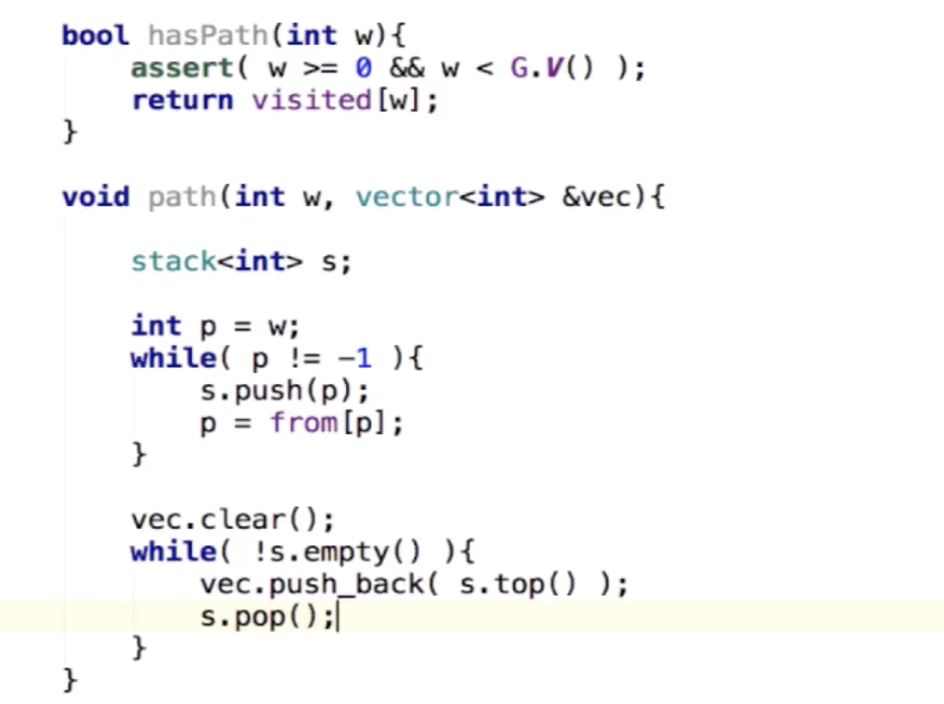 bool hasPath(int w){
assert( w >= 0 && w < G.V() );
return visited[w];
}
void path(int w, vector<int> &vec){
stack<int> s;
int p = w;
while( p != -1 ){
s.push(p);
p = from[p];
}
vec.clear();
while( !s.empty() ){
vec.push_back( s.top() );
s.pop();
}
}